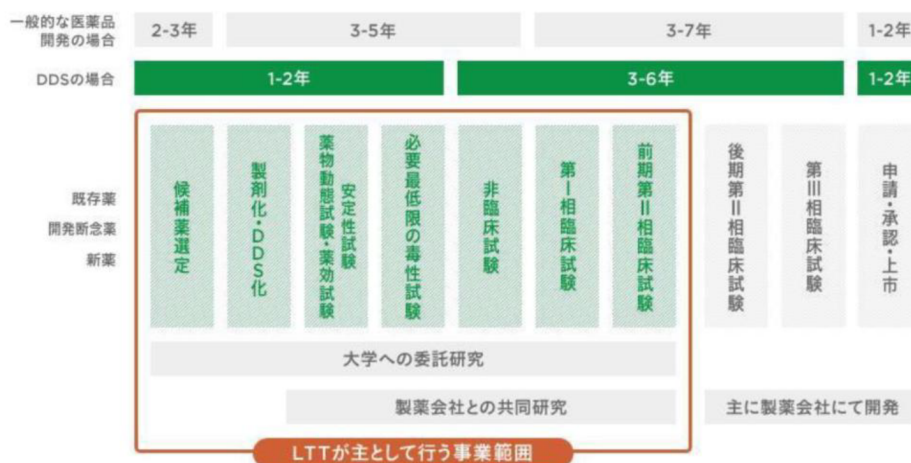 一般的な医薬品
開発の場合
2-3年
3-5年
3-7年
1-2年
DDSの場合
1-2年
3-6年
1-2年
既存薬
開発断念薬
新薬
候補薬選定
製剤化・DDS化
安定性試験
薬物動態試験・薬効試験
必要最低限の毒性試験
非臨床試験
第Ⅰ相臨床試験
前期第Ⅱ相臨床試験
後期第Ⅱ相臨床試験
第Ⅲ相臨床試験
申請・承認・上市
大学への委託研究
製薬会社との共同研究
主に製薬会社にて開発
LTTが主として行う事業範囲